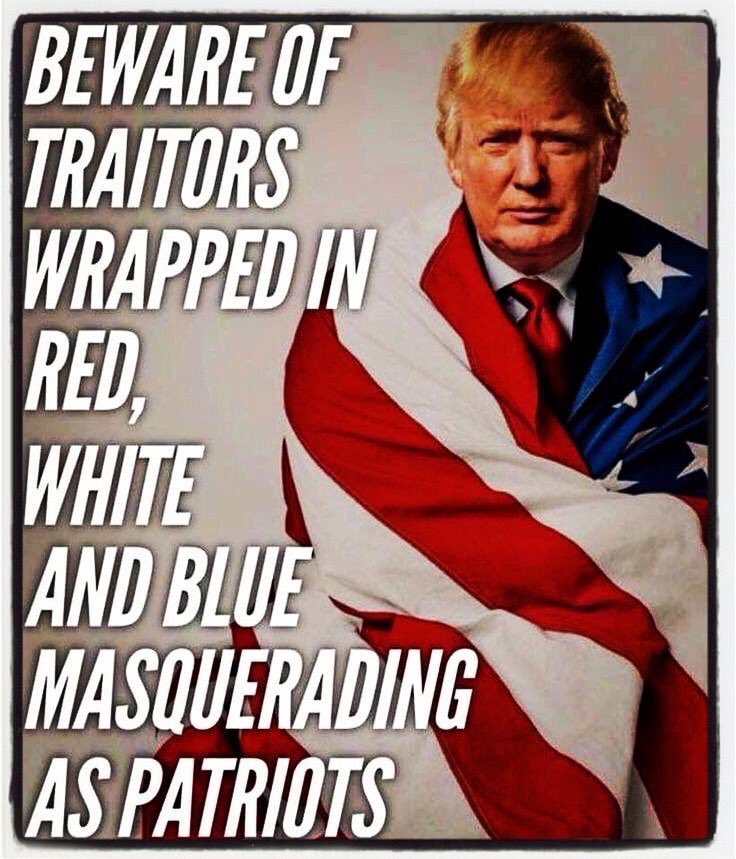 BEWARE OF
TRAITORS
WRAPPED IN
RED,
WHITE
AND BLUE
MASQUERADING
AS PATRIOTS